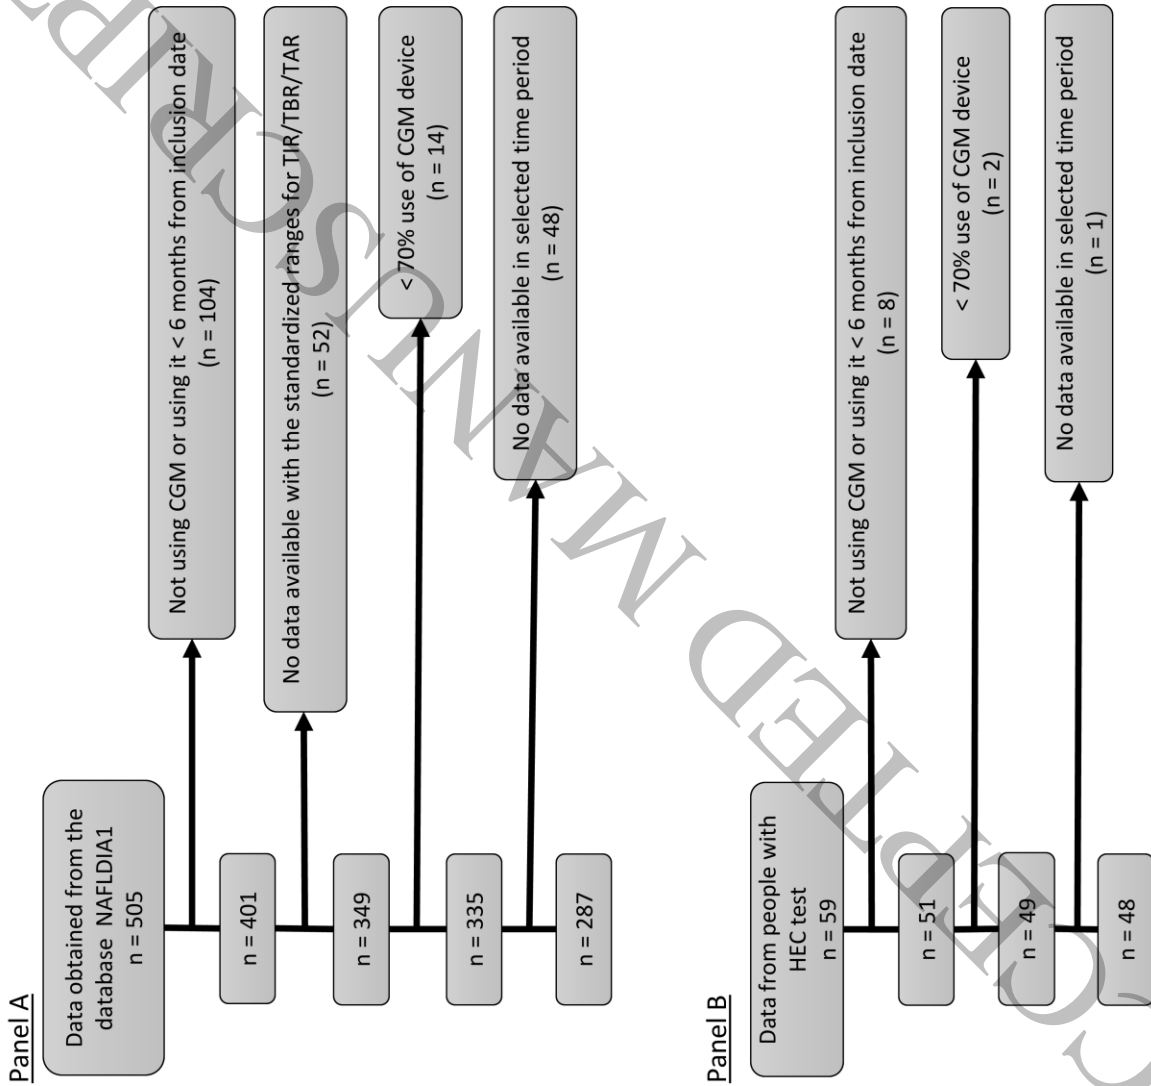 Panel A
Data obtained from the
database NAFLDIA1
n = 505
Not using CGM or using it < 6 months from inclusion date
(n = 104)
n = 401
No data available with the standardized ranges for TIR/TBR/TAR
(n = 52)
n = 349
< 70% use of CGM device
(n = 14)
n = 335
No data available in selected time period
(n = 48)
n = 287
Panel B
Data from people with
HEC test
n = 59
Not using CGM or using it < 6 months from inclusion date
(n = 8)
n = 51
< 70% use of CGM device
(n = 2)
n = 49
No data available in selected time period
(n = 1)
n = 48
CCEPTED MANUSCRIPT